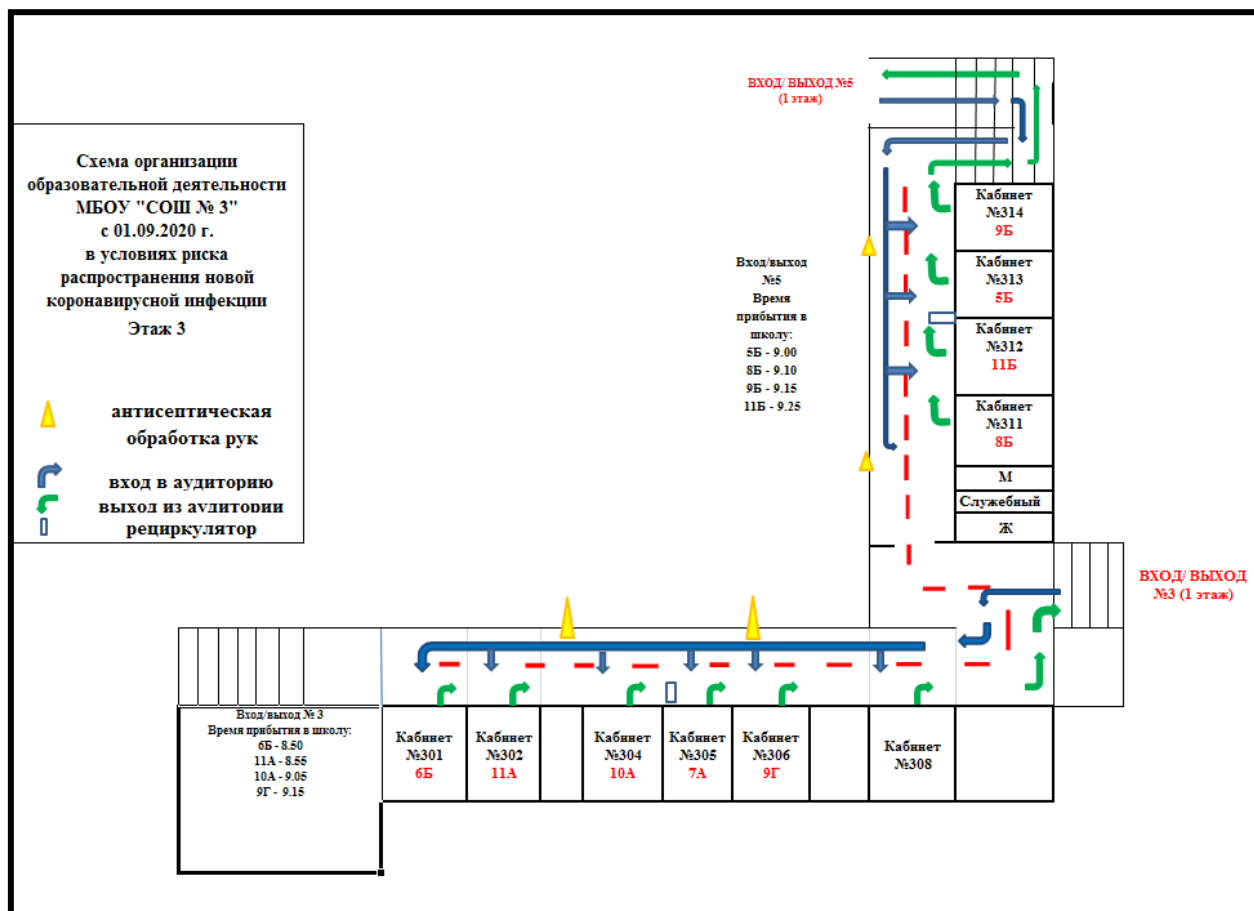 Схема организации
образовательной деятельности
МБОУ "СОШ № 3"
с 01.09.2020 г.
в условиях риска
распространения новой
коронавирусной инфекции
Этаж 3
антисептическая
обработка рук
вход в аудиторию
выход из аудитории
рециркулятор
ВХОД/ ВЫХОД №5
(1 этаж)
Вход/выход
№5
Время
прибытия в
школу:
5Б - 9.00
8Б - 9.10
9Б - 9.15
11Б - 9.25
Кабинет
№314
9Б
Кабинет
№313
5Б
Кабинет
№312
11Б
Кабинет
№311
8Б
М
Служебный
Ж
ВХОД/ ВЫХОД
№3 (1 этаж)
Вход/выход № 3
Время прибытия в школу:
6Б - 8.50
11А - 8.55
10А - 9.05
9Г - 9.15
Кабинет
№301
6Б
Кабинет
№302
11А
Кабинет
№304
10А
Кабинет
№305
7А
Кабинет
№306
9Г
Кабинет
№308